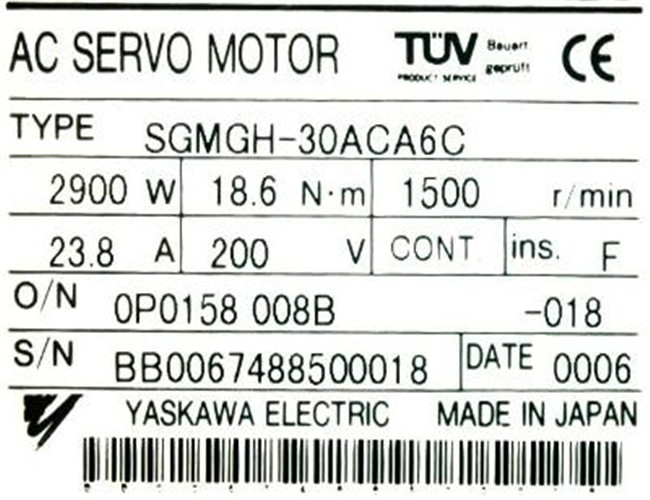 AC SERVO MOTOR TÜV Bauart geprüft CE
PRODUCT SERVICE
TYPE SGMGH-30ACA6C
2900 W 18.6 N·m 1500 r/min
23.8 A 200 V CONT. ins. F
O/N 0P0158 008B -018
S/N BB0067488500018 DATE 0006
YASKAWA ELECTRIC MADE IN JAPAN